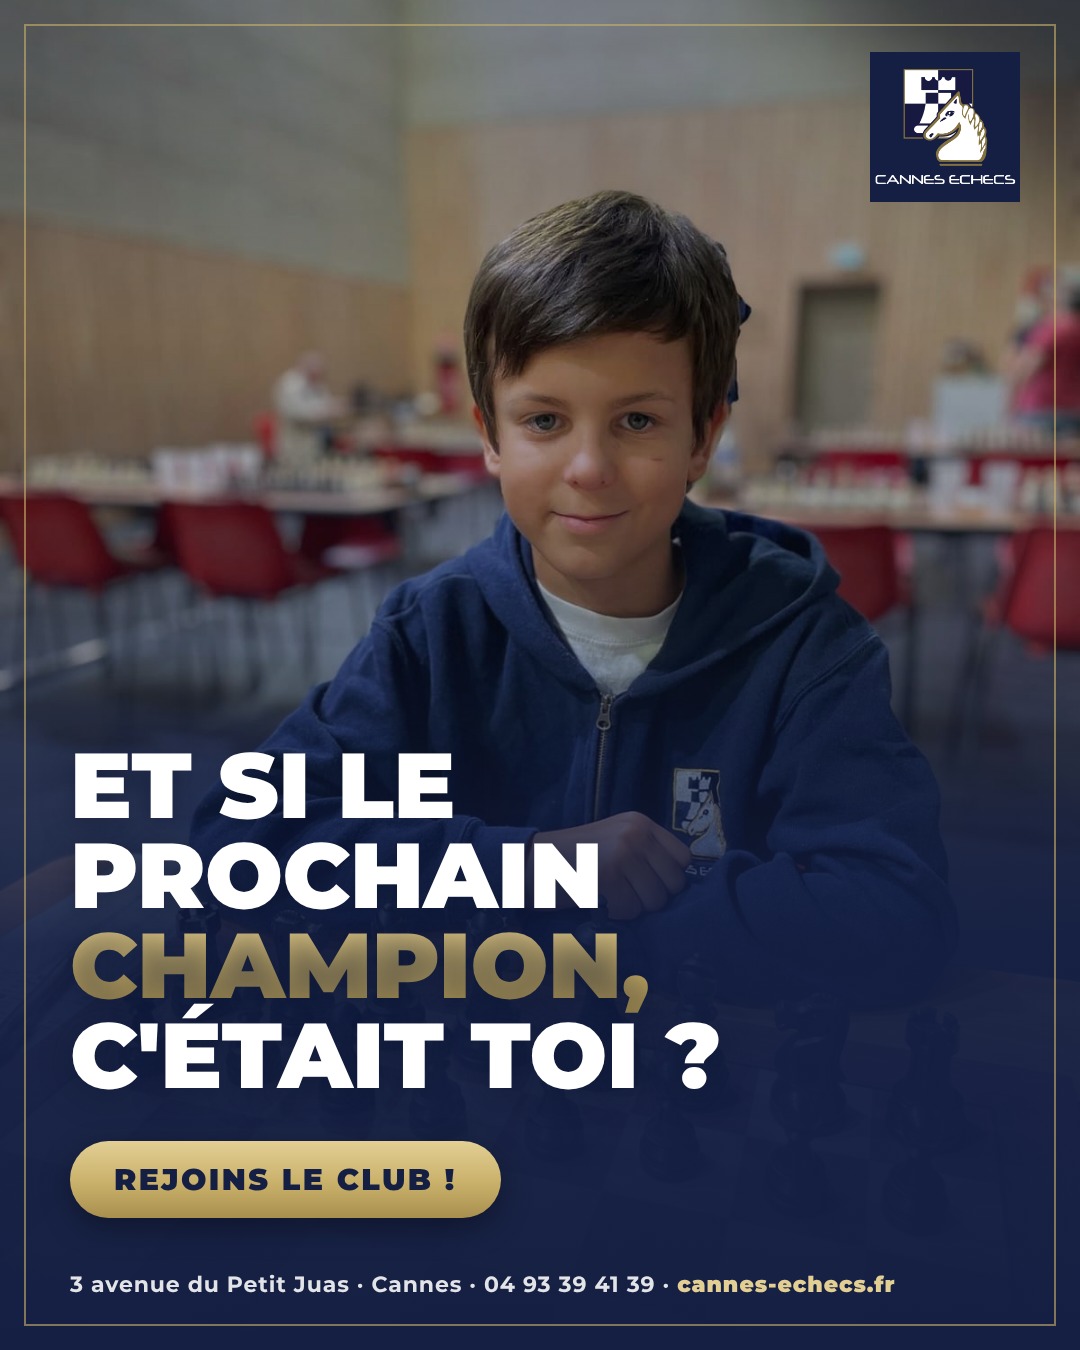 CANNES ECHECS
ET SI LE
PROCHAIN
CHAMPION,
C'ÉTAIT TOI ?
REJOINS LE CLUB !
3 avenue du Petit Juas · Cannes · 04 93 39 41 39 · cannes-echecs.fr